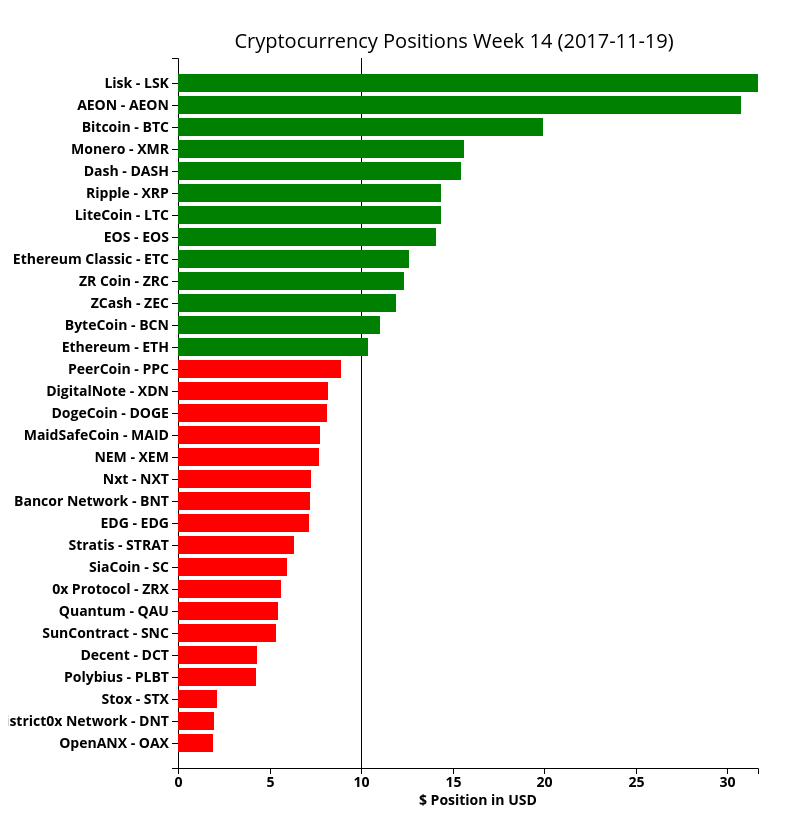 Cryptocurrency Positions Week 14 (2017-11-19)
Lisk - LSK
AEON - AEON
Bitcoin - BTC
Monero - XMR
Dash - DASH
Ripple - XRP
LiteCoin - LTC
EOS - EOS
Ethereum Classic - ETC
ZR Coin - ZRC
ZCash - ZEC
ByteCoin - BCN
Ethereum - ETH
PeerCoin - PPC
DigitalNote - XDN
DogeCoin - DOGE
MaidSafeCoin - MAID
NEM - XEM
Nxt - NXT
Bancor Network - BNT
EDG - EDG
Stratis - STRAT
SiaCoin - SC
0x Protocol - ZRX
Quantum - QAU
SunContract - SNC
Decent - DCT
Polybius - PLBT
Stox - STX
strict0x Network - DNT
OpenANX - OAX
0 5 10 15 20 25 30
$ Position in USD